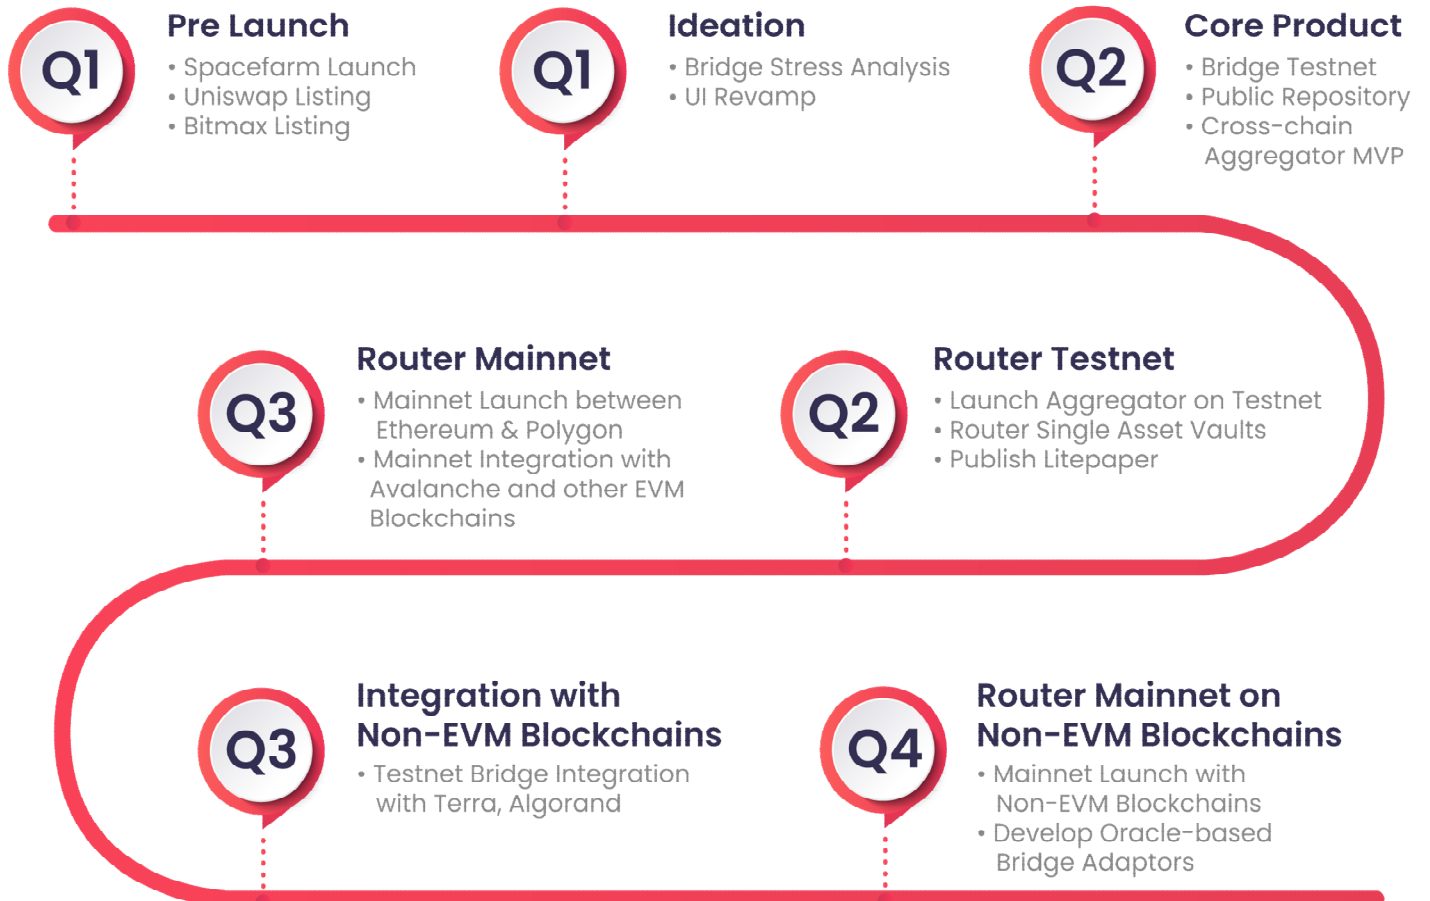 Q1
Pre Launch
• Spacefarm Launch
• Uniswap Listing
• Bitmax Listing
Q1
Ideation
• Bridge Stress Analysis
• UI Revamp
Q2
Core Product
• Bridge Testnet
• Public Repository
• Cross-chain
Aggregator MVP
Q2
Router Testnet
• Launch Aggregator on Testnet
• Router Single Asset Vaults
• Publish Litepaper
Q3
Router Mainnet
• Mainnet Launch between
Ethereum & Polygon
• Mainnet Integration with
Avalanche and other EVM
Blockchains
Q3
Integration with
Non-EVM Blockchains
• Testnet Bridge Integration
with Terra, Algorand
Q4
Router Mainnet on
Non-EVM Blockchains
• Mainnet Launch with
Non-EVM Blockchains
• Develop Oracle-based
Bridge Adaptors